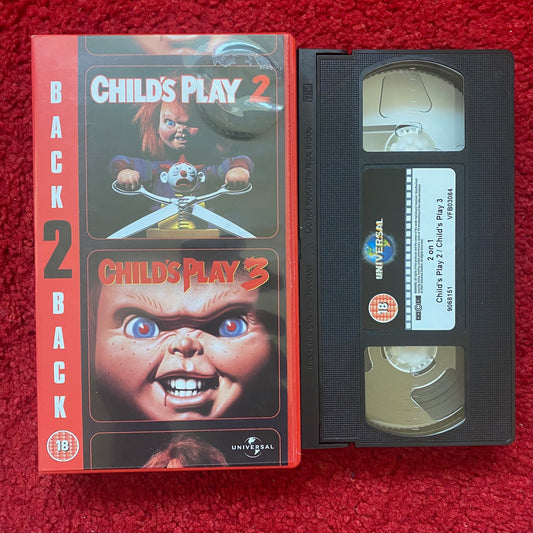 BACK 2 BACK
CHILD'S PLAY 2
CHILD'S PLAY 3
18
UNIVERSAL
VHS
UNIVERSAL
18
2 on 1
Child's Play 2 / Child's Play 3
9068151
VFB03084